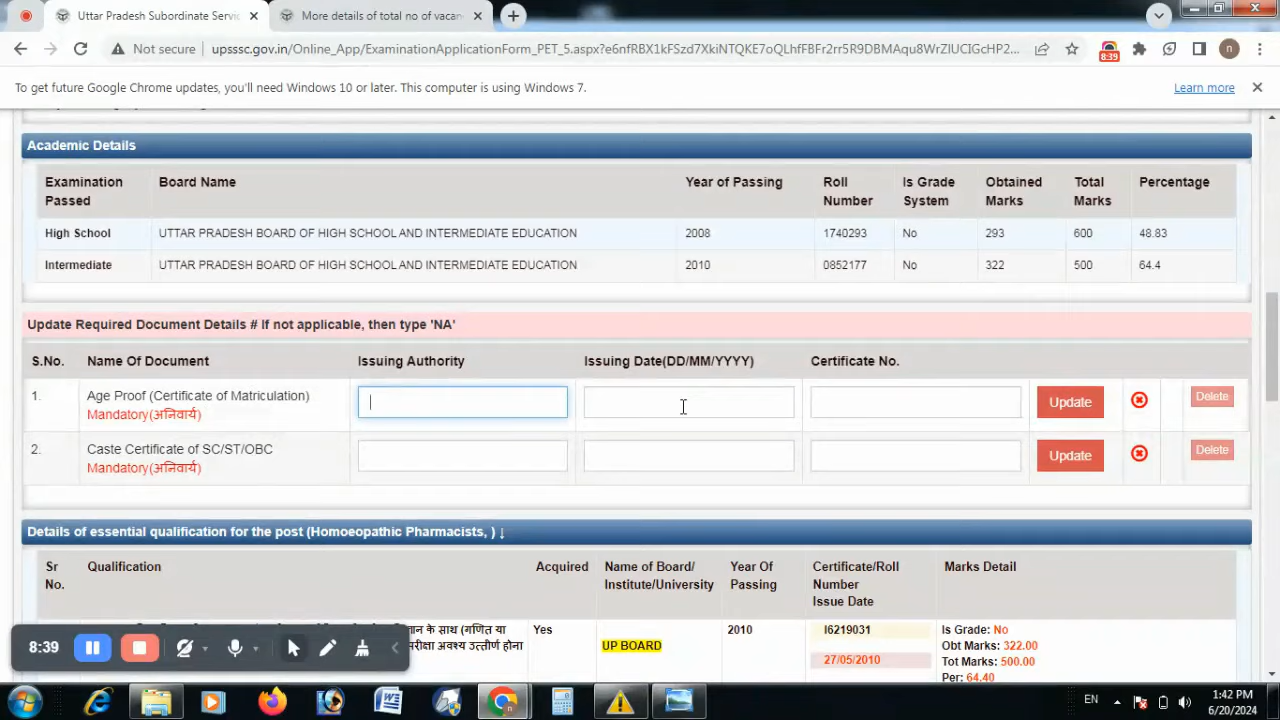 Uttar Pradesh Subordinate Servic
More details of total no of vacan
Not secure
upsssc.gov.in/Online_App/ExaminationApplicationForm_PET_5.aspx?e6nfRBX1kFSzd7XkiNTQKE7oQLhfFBFr2rr5R9DBMAqu8WrZlUCIGcHP2...
8:39
n
To get future Google Chrome updates, you'll need Windows 10 or later. This computer is using Windows 7.
Learn more
Academic Details
Examination Passed Board Name Year of Passing Roll Number Is Grade System Obtained Marks Total Marks Percentage
High School UTTAR PRADESH BOARD OF HIGH SCHOOL AND INTERMEDIATE EDUCATION 2008 1740293 No 293 600 48.83
Intermediate UTTAR PRADESH BOARD OF HIGH SCHOOL AND INTERMEDIATE EDUCATION 2010 0852177 No 322 500 64.4
Update Required Document Details # If not applicable, then type 'NA'
S.No. Name Of Document Issuing Authority Issuing Date(DD/MM/YYYY) Certificate No.
1. Age Proof (Certificate of Matriculation) Update Delete
Mandatory(अनिवार्य)
2. Caste Certificate of SC/ST/OBC Update Delete
Mandatory(अनिवार्य)
Details of essential qualification for the post (Homoeopathic Pharmacists, ) ↓
Sr No. Qualification Acquired Name of Board/ Institute/University Year Of Passing Certificate/Roll Number Issue Date Marks Detail
के साथ (गणित या Yes UP BOARD 2010 I6219031 Is Grade: No
परीक्षा अवश्य उत्तीर्ण होना Obt Marks: 322.00
27/05/2010 Tot Marks: 500.00
Per: 64.40
8:39
EN
1:42 PM
6/20/2024